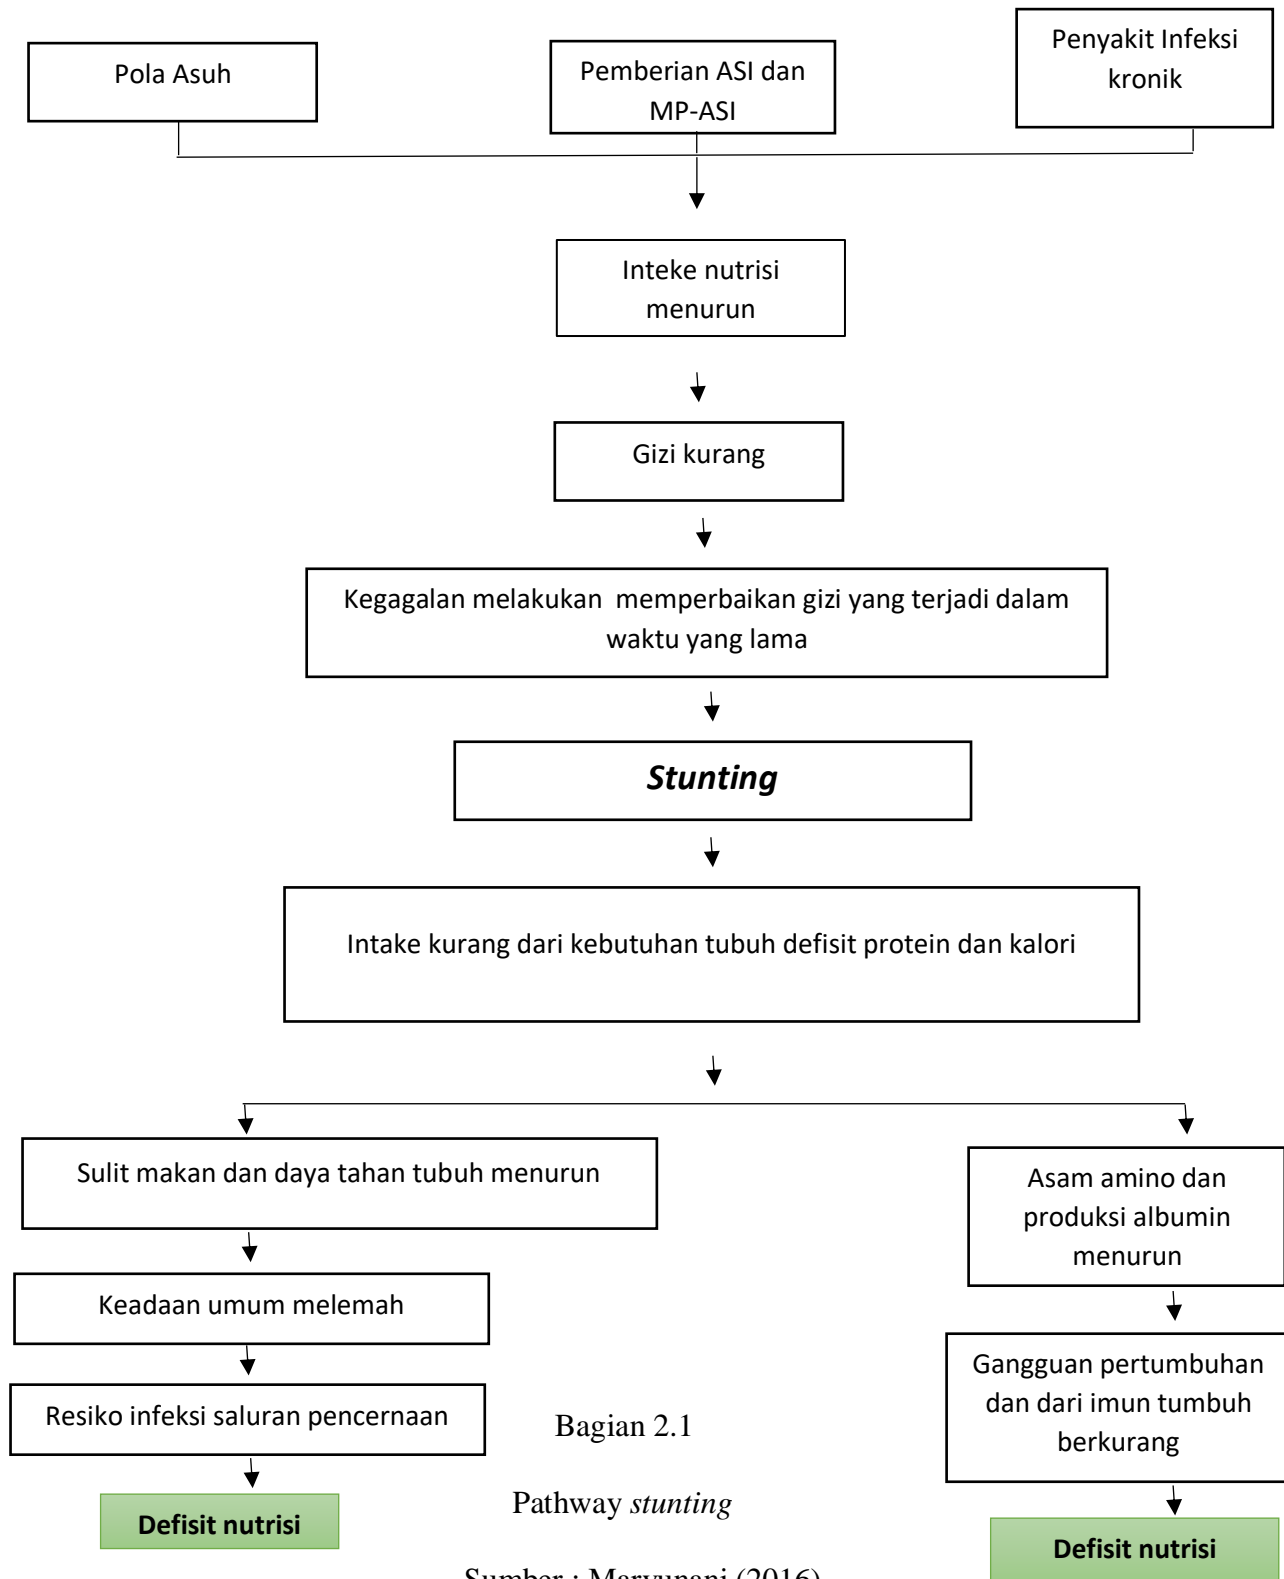 Pola Asuh
Pemberian ASI dan
MP-ASI
Penyakit Infeksi
kronik
Inteke nutrisi
menurun
Gizi kurang
Kegagalan melakukan  memperbaikan gizi yang terjadi dalam
waktu yang lama
Stunting
Intake kurang dari kebutuhan tubuh defisit protein dan kalori
Sulit makan dan daya tahan tubuh menurun
Keadaan umum melemah
Resiko infeksi saluran pencernaan
Defisit nutrisi
Asam amino dan
produksi albumin
menurun
Gangguan pertumbuhan
dan dari imun tumbuh
berkurang
Defisit nutrisi
Bagian 2.1
Pathway stunting
Sumber : Maryunani (2016)